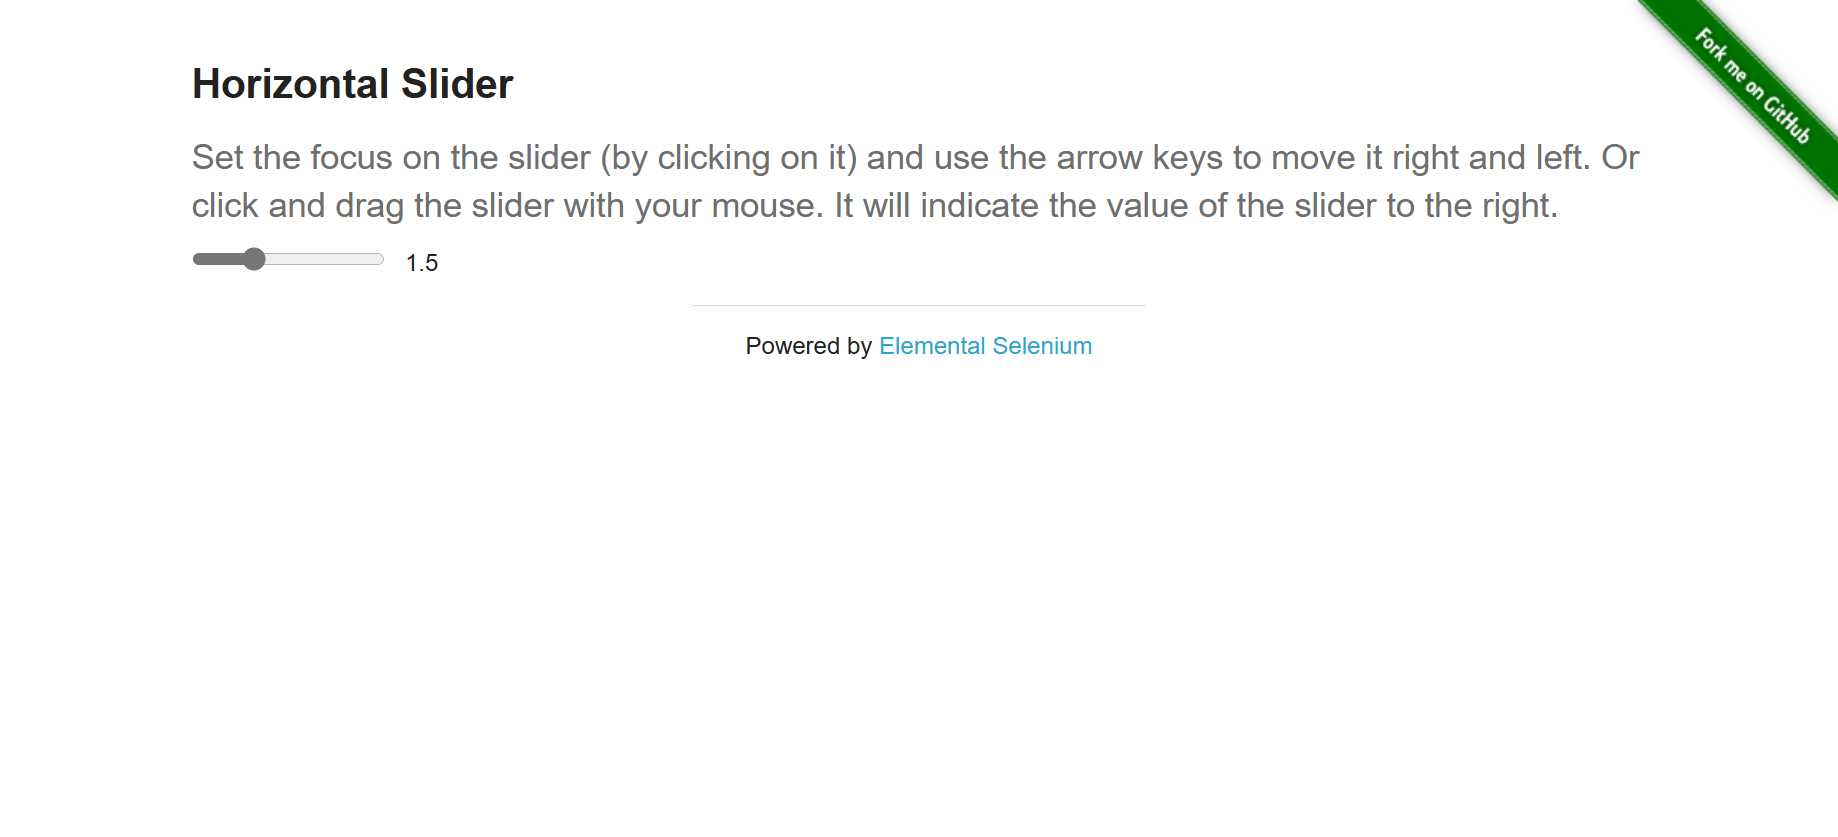 Fork me on GitHub
Horizontal Slider
Set the focus on the slider (by clicking on it) and use the arrow keys to move it right and left. Or
click and drag the slider with your mouse. It will indicate the value of the slider to the right.
1.5
Powered by Elemental Selenium